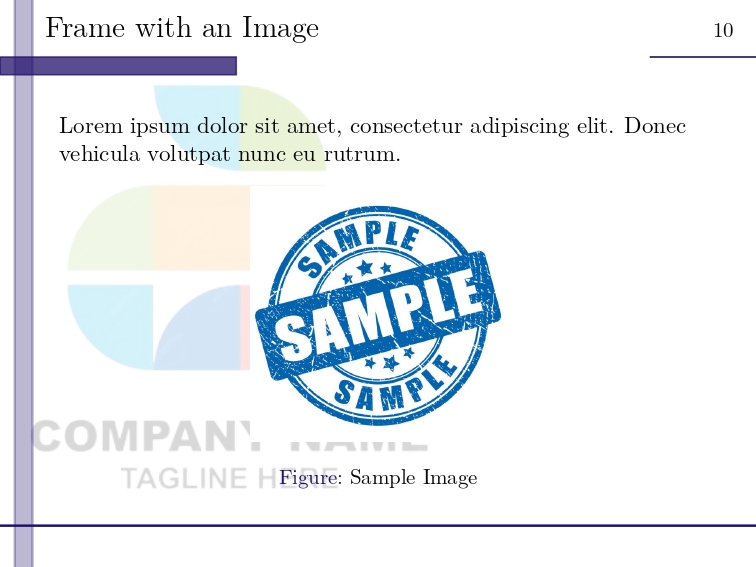 Frame with an Image
10
Lorem ipsum dolor sit amet, consectetur adipiscing elit. Donec
vehicula volutpat nunc eu rutrum.
SAMPLE
SAMPLE
SAMPLE
COMPANY NAME
TAGLINE HERE
Figure: Sample Image